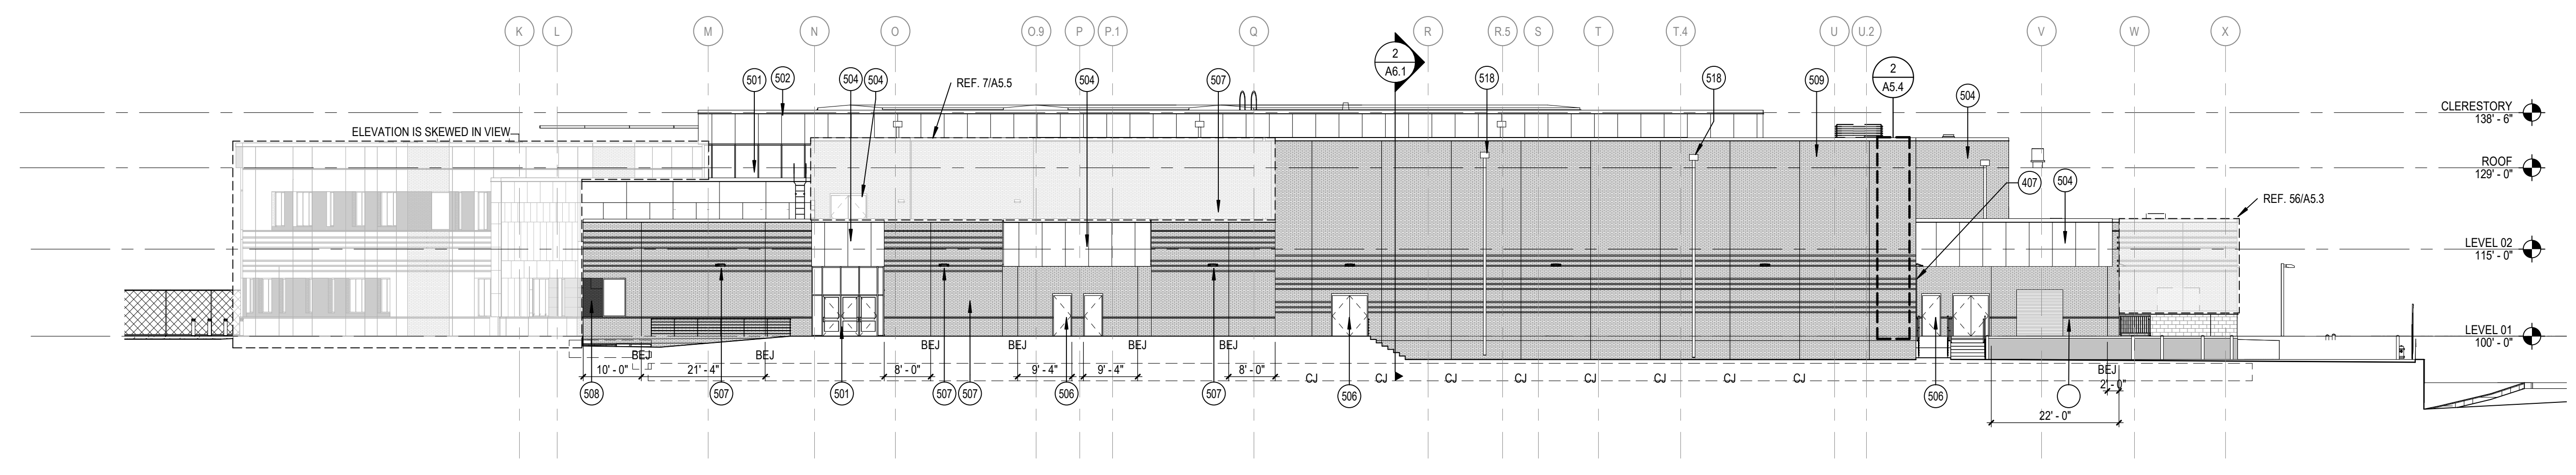 K L M N O O.9 P P.1 Q R R.5 S T T.4 U U.2 V W X
2
A6.1
2
A5.4
501 502 504 504 504 507 518 518 509 504
REF. 7/A5.5
CLERESTORY
138' - 6"
ELEVATION IS SKEWED IN VIEW
ROOF
129' - 0"
407 504
REF. 56/A5.3
LEVEL 02
115' - 0"
LEVEL 01
100' - 0"
BEJ BEJ BEJ BEJ BEJ BEJ BEJ
10' - 0" 21' - 4" 8' - 0" 9' - 4" 9' - 4" 8' - 0"
CJ CJ CJ CJ CJ CJ CJ CJ
2' - 0"
508 507 501 507 507 506 507 506 506
22' - 0"